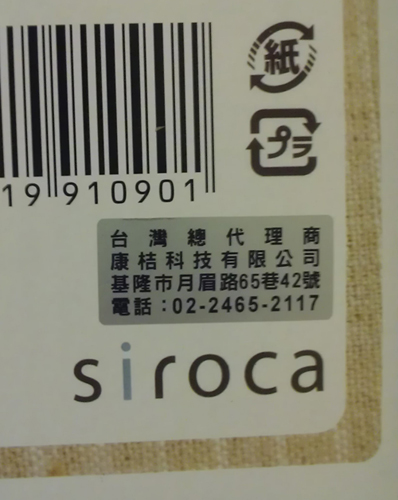 紙
プラ
19 910901
台灣總代理商
康桔科技有限公司
基隆市月眉路65巷42號
電話：02-2465-2117
siroca